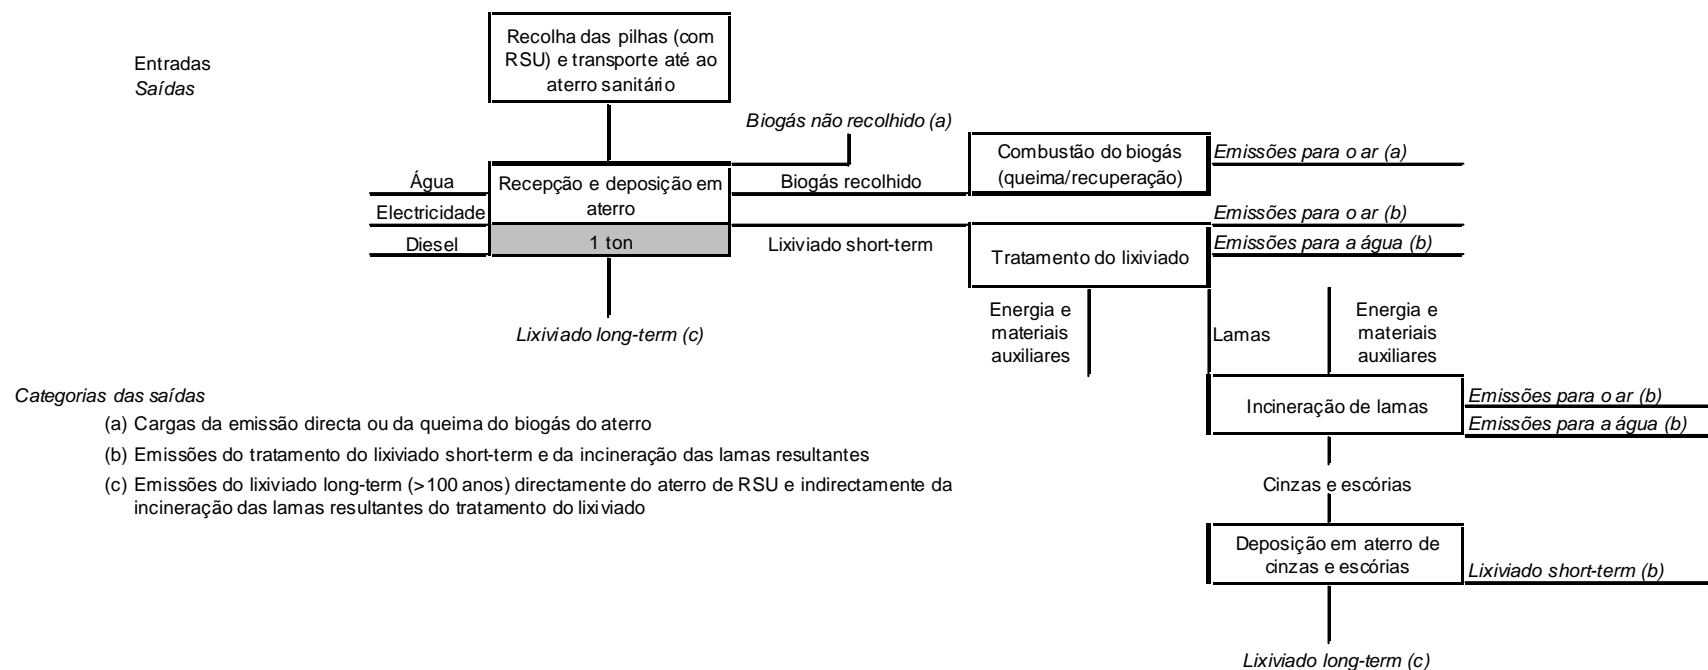 Recolha das pilhas (com
RSU) e transporte até ao
aterro sanitário
Entradas
Saídas
Biogás não recolhido (a)
Combustão do biogás
(queima/recuperação)
Emissões para o ar (a)
Água
Recepção e deposição em
aterro
Biogás recolhido
Electricidade
Emissões para o ar (b)
Diesel
1 ton
Lixiviado short-term
Tratamento do lixiviado
Emissões para a água (b)
Energia e
materiais
auxiliares
Lamas
Energia e
materiais
auxiliares
Lixiviado long-term (c)
Categorias das saídas
(a) Cargas da emissão directa ou da queima do biogás do aterro
(b) Emissões do tratamento do lixiviado short-term e da incineração das lamas resultantes
(c) Emissões do lixiviado long-term (>100 anos) directamente do aterro de RSU e indirectamente da
incineração das lamas resultantes do tratamento do lixiviado
Incineração de lamas
Emissões para o ar (b)
Emissões para a água (b)
Cinzas e escórias
Deposição em aterro de
cinzas e escórias
Lixiviado short-term (b)
Lixiviado long-term (c)